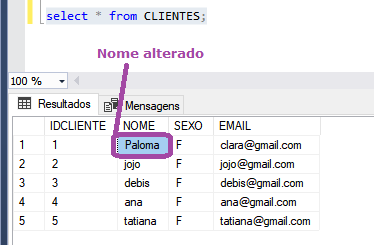 select * from CLIENTES;
Nome alterado
100 %
Resultados Mensagens
IDCLIENTE NOME SEXO EMAIL
1 1 Paloma F clara@gmail.com
2 2 jojo F jojo@gmail.com
3 3 debis F debis@gmail.com
4 4 ana F ana@gmail.com
5 5 tatiana F tatiana@gmail.com